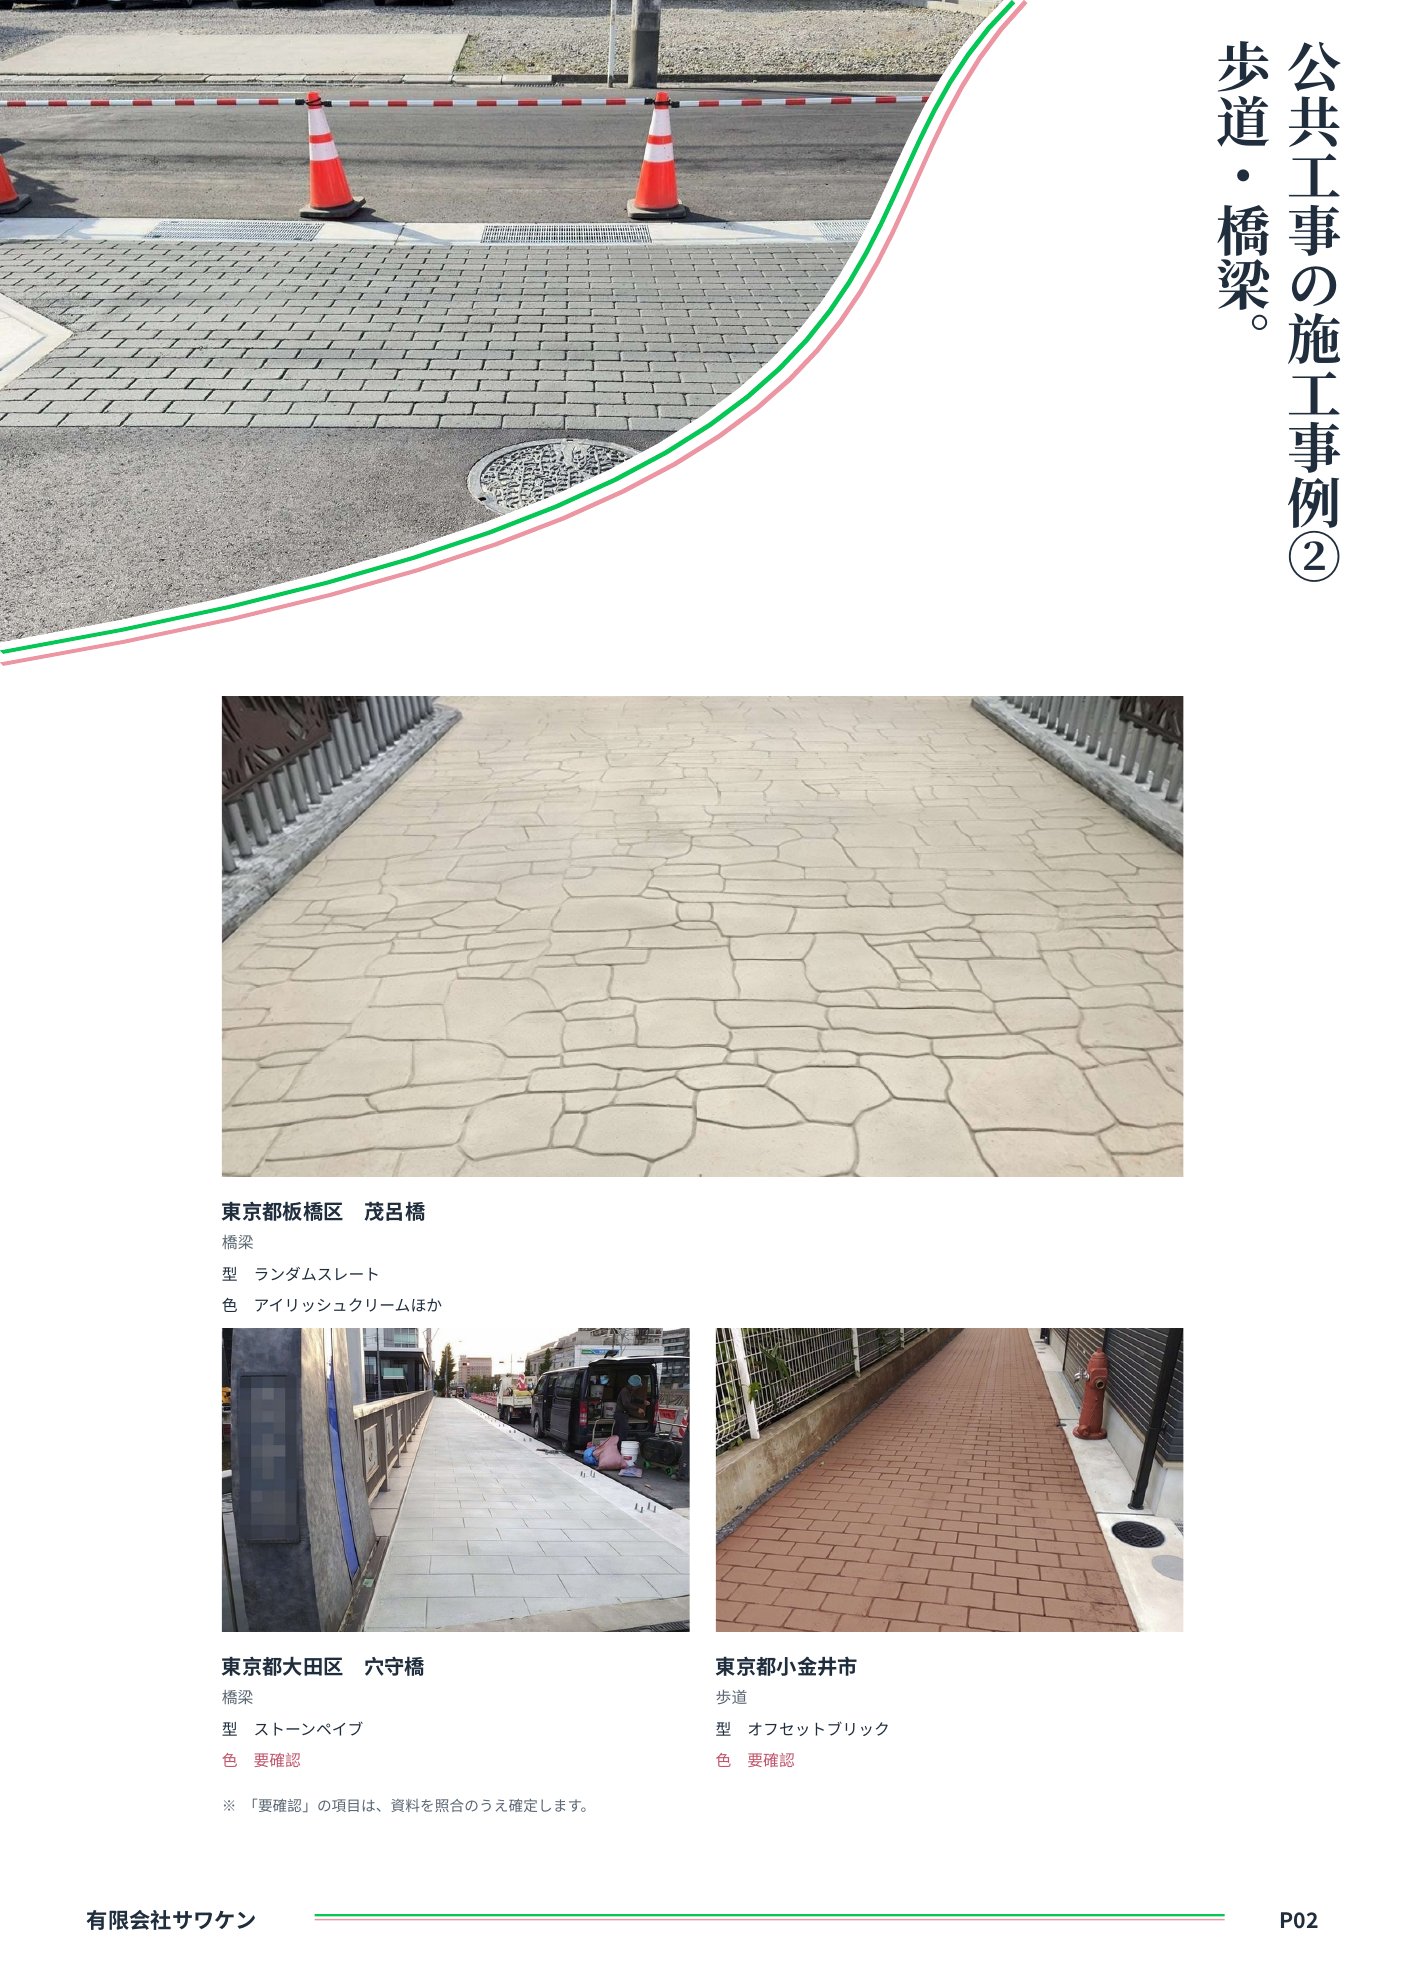 公共工事の施工事例②
歩道・橋梁。
東京都板橋区　茂呂橋
橋梁
型　ランダムスレート
色　アイリッシュクリームほか
東京都大田区　穴守橋
橋梁
型　ストーンペイブ
色　要確認
東京都小金井市
歩道
型　オフセットブリック
色　要確認
※　「要確認」の項目は、資料を照合のうえ確定します。
有限会社サワケン
P02